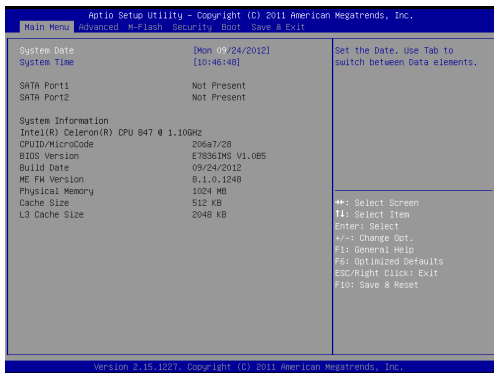 Aptio Setup Utility – Copyright (C) 2011 American Megatrends, Inc.
Main Menu Advanced M-Flash Security Boot Save & Exit
System Date [Mon 09/24/2012]
System Time [10:46:48]
SATA Port1 Not Present
SATA Port2 Not Present
System Information
Intel(R) Celeron(R) CPU 847 @ 1.10GHz
CPUID/MicroCode 206a7/28
BIOS Version E7836IMS V1.0B5
Build Date 09/24/2012
ME FW Version 8.1.0.1248
Physical Memory 1024 MB
Cache Size 512 KB
L3 Cache Size 2048 KB
Set the Date. Use Tab to
switch between Data elements.
→←: Select Screen
↑↓: Select Item
Enter: Select
+/-: Change Opt.
F1: General Help
F6: Optimized Defaults
ESC/Right Click: Exit
F10: Save & Reset
Version 2.15.1227. Copyright (C) 2011 American Megatrends, Inc.